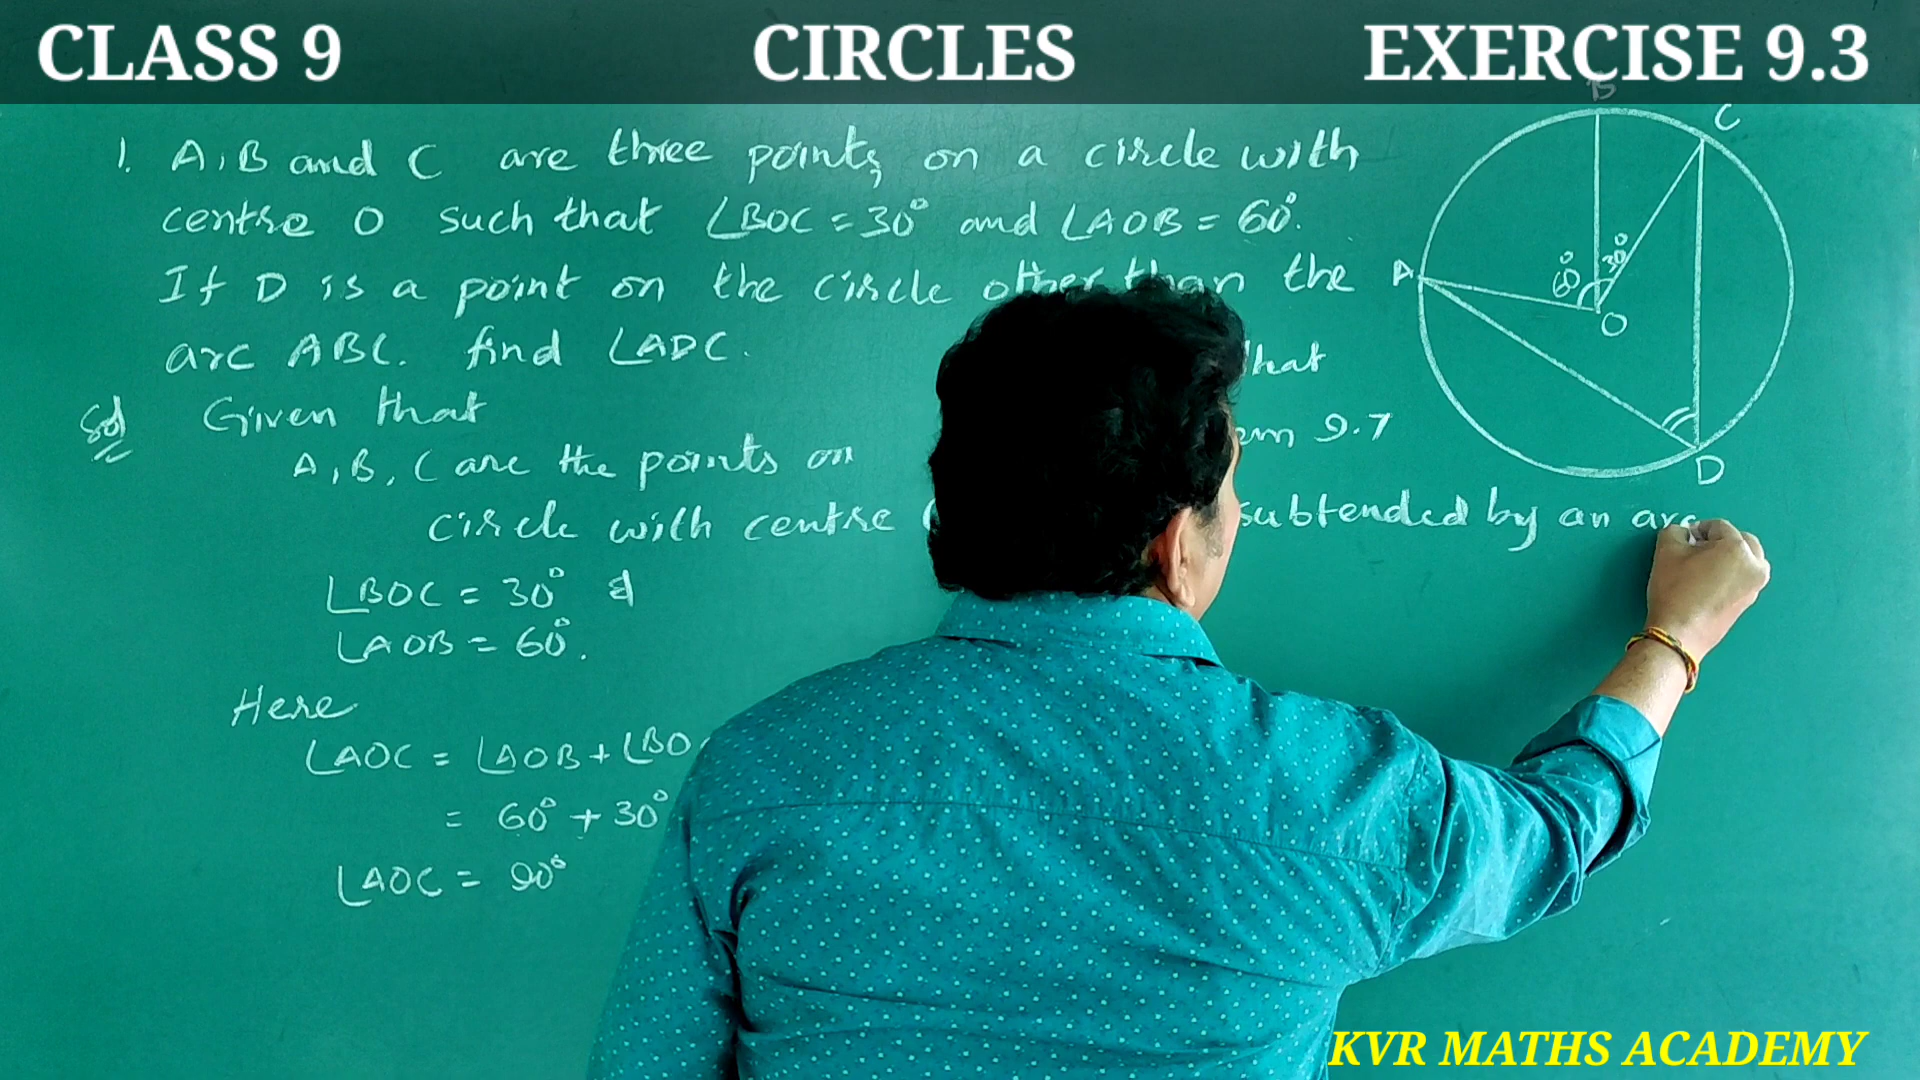 CLASS 9 CIRCLES EXERCISE 9.3
1. A, B and C are three points on a circle with
centre O such that ∠BOC = 30° and ∠AOB = 60°.
If D is a point on the circle other than the
arc ABC. find ∠ADC.
Sol Given that
A, B, C are the points on
circle with centre
∠BOC = 30° &
∠AOB = 60°.
Here
∠AOC = ∠AOB + ∠BO
= 60° + 30°
∠AOC = 90°
that
9.7
subtended by an arc
B
C
A
60° 30°
O
D
KVR MATHS ACADEMY